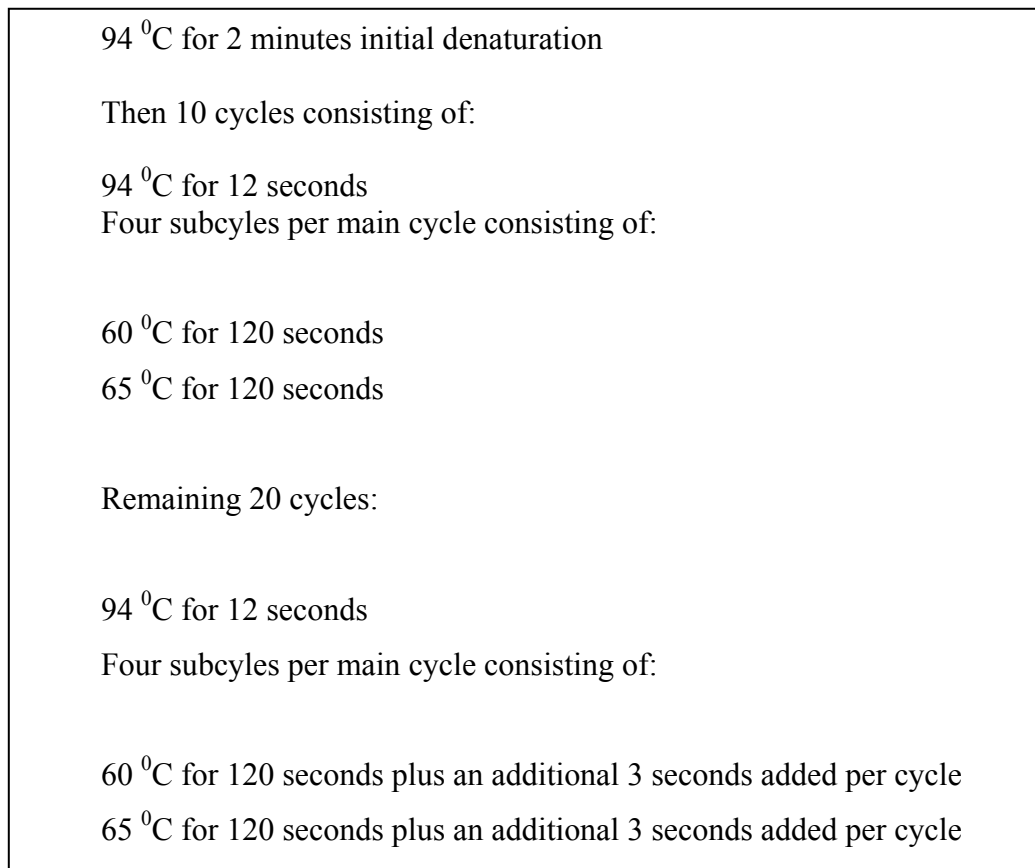 94 ⁰C for 2 minutes initial denaturation
Then 10 cycles consisting of:
94 ⁰C for 12 seconds
Four subcyles per main cycle consisting of:
60 ⁰C for 120 seconds
65 ⁰C for 120 seconds
Remaining 20 cycles:
94 ⁰C for 12 seconds
Four subcyles per main cycle consisting of:
60 ⁰C for 120 seconds plus an additional 3 seconds added per cycle
65 ⁰C for 120 seconds plus an additional 3 seconds added per cycle